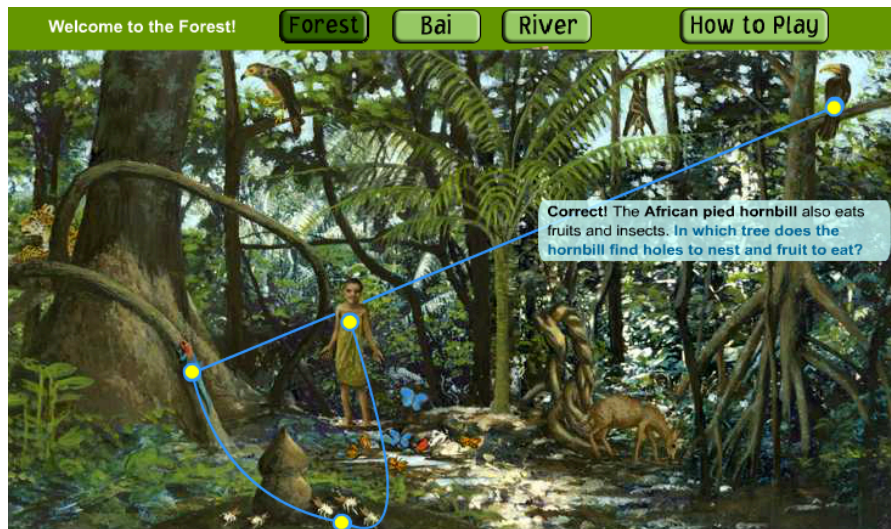 Welcome to the Forest!
Forest
Bai
River
How to Play
Correct! The African pied hornbill also eats
fruits and insects. In which tree does the
hornbill find holes to nest and fruit to eat?